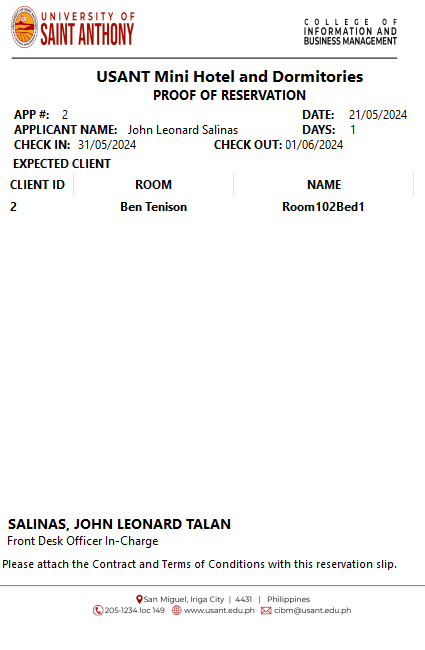 UNIVERSITY OF
SAINT ANTHONY
COLLEGE OF
INFORMATION AND
BUSINESS MANAGEMENT
USANT Mini Hotel and Dormitories
PROOF OF RESERVATION
APP #: 2 DATE: 21/05/2024
APPLICANT NAME: John Leonard Salinas DAYS: 1
CHECK IN: 31/05/2024 CHECK OUT: 01/06/2024
EXPECTED CLIENT
CLIENT ID ROOM NAME
2 Ben Tenison Room102Bed1
SALINAS, JOHN LEONARD TALAN
Front Desk Officer In-Charge
Please attach the Contract and Terms of Conditions with this reservation slip.
San Miguel, Iriga City | 4431 | Philippines
205-1234 loc 149 www.usant.edu.ph cibm@usant.edu.ph